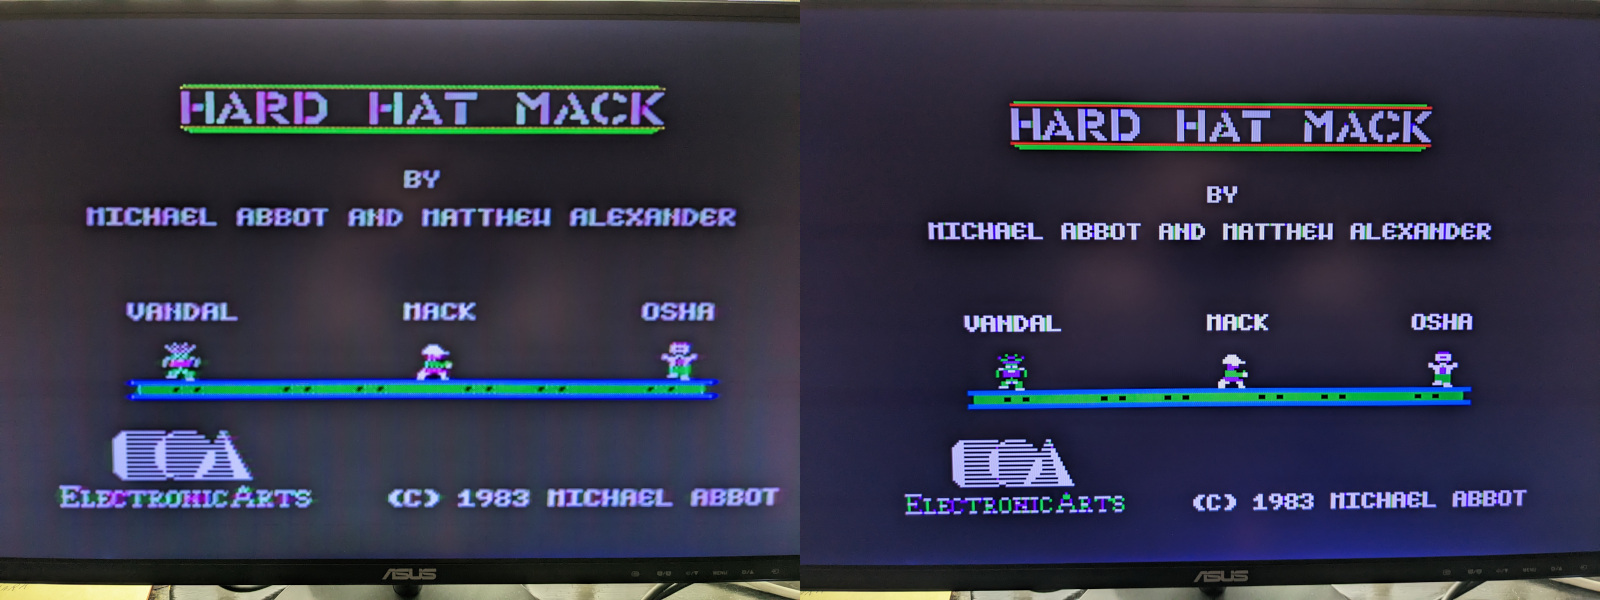 HARD HAT MACK
BY
MICHAEL ABBOT AND MATTHEW ALEXANDER
VANDAL MACK OSHA
ELECTRONIC ARTS
(C) 1983 MICHAEL ABBOT
ASUS
HARD HAT MACK
BY
MICHAEL ABBOT AND MATTHEW ALEXANDER
VANDAL MACK OSHA
ELECTRONIC ARTS
(C) 1983 MICHAEL ABBOT
ASUS